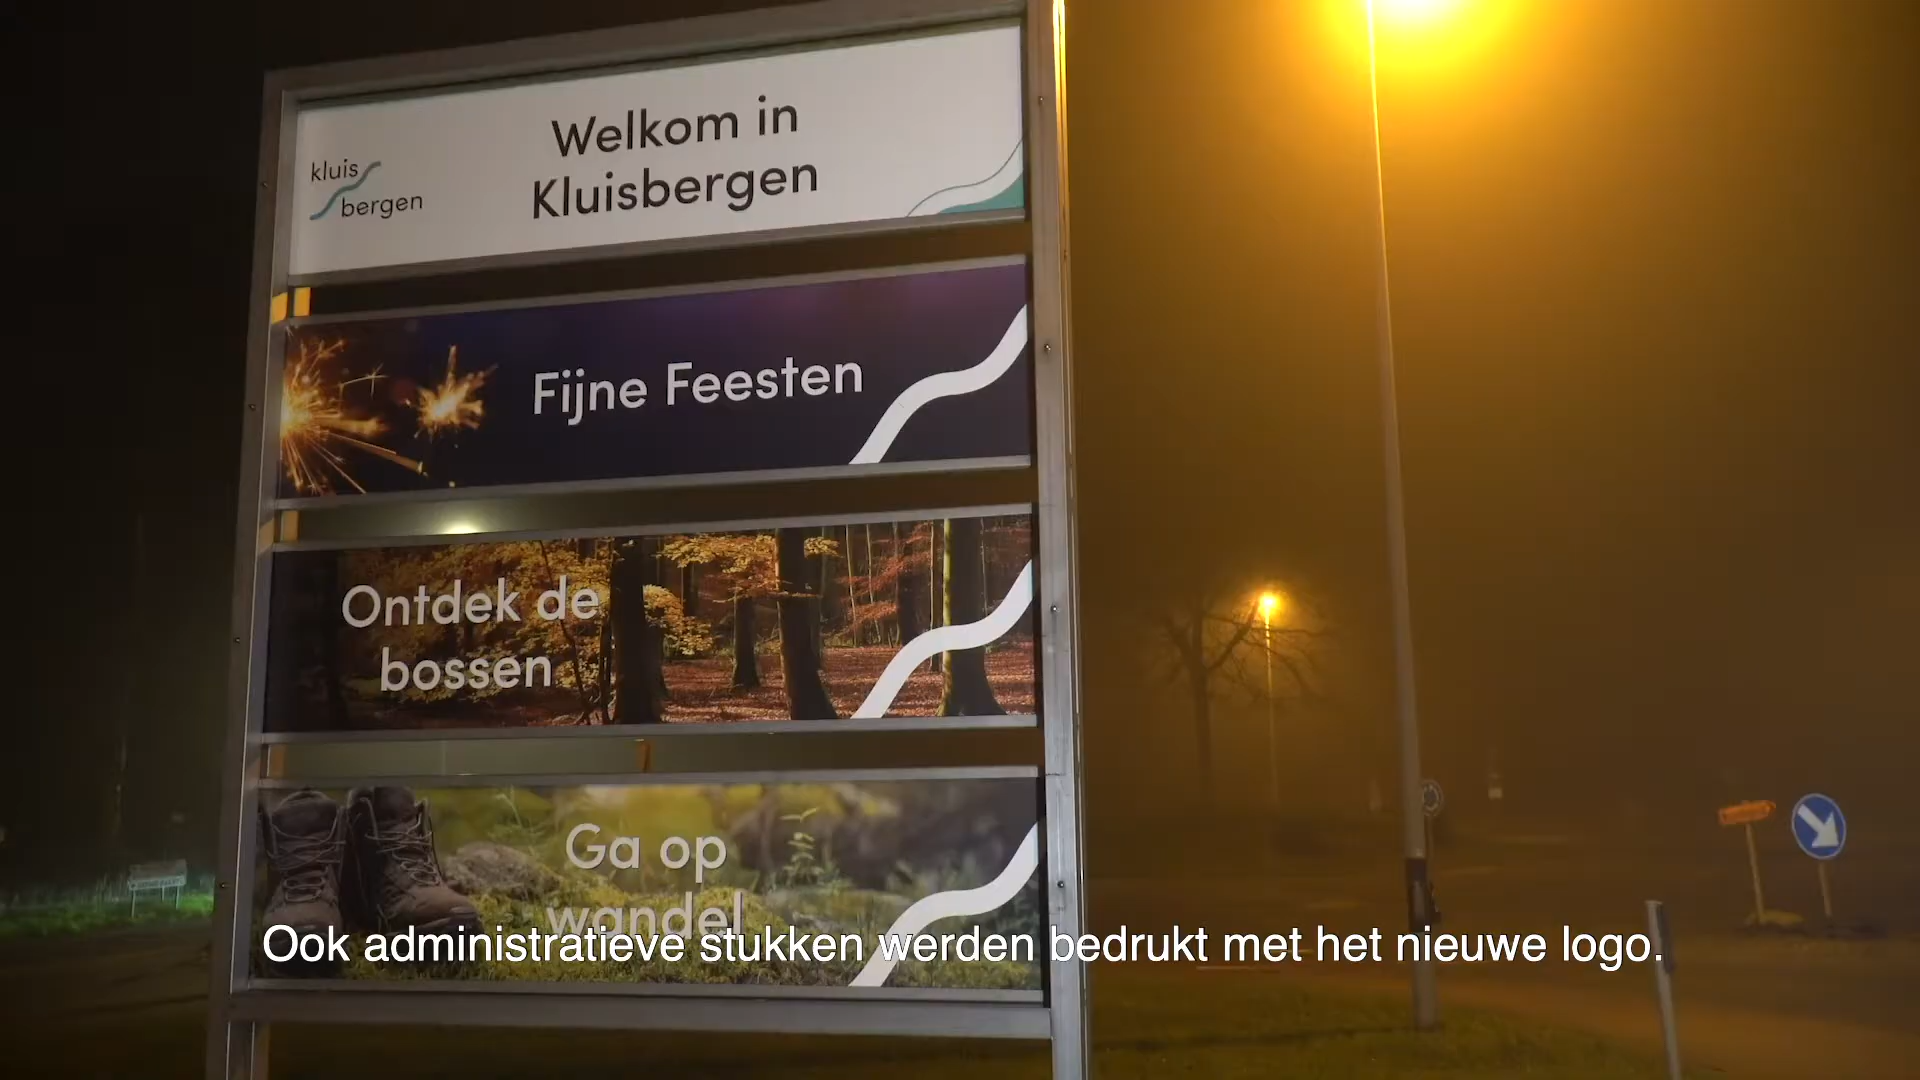 Welkom in
Kluisbergen
kluis
bergen
Fijne Feesten
Ontdek de
bossen
Ga op
wandel
Ook administratieve stukken werden bedrukt met het nieuwe logo.